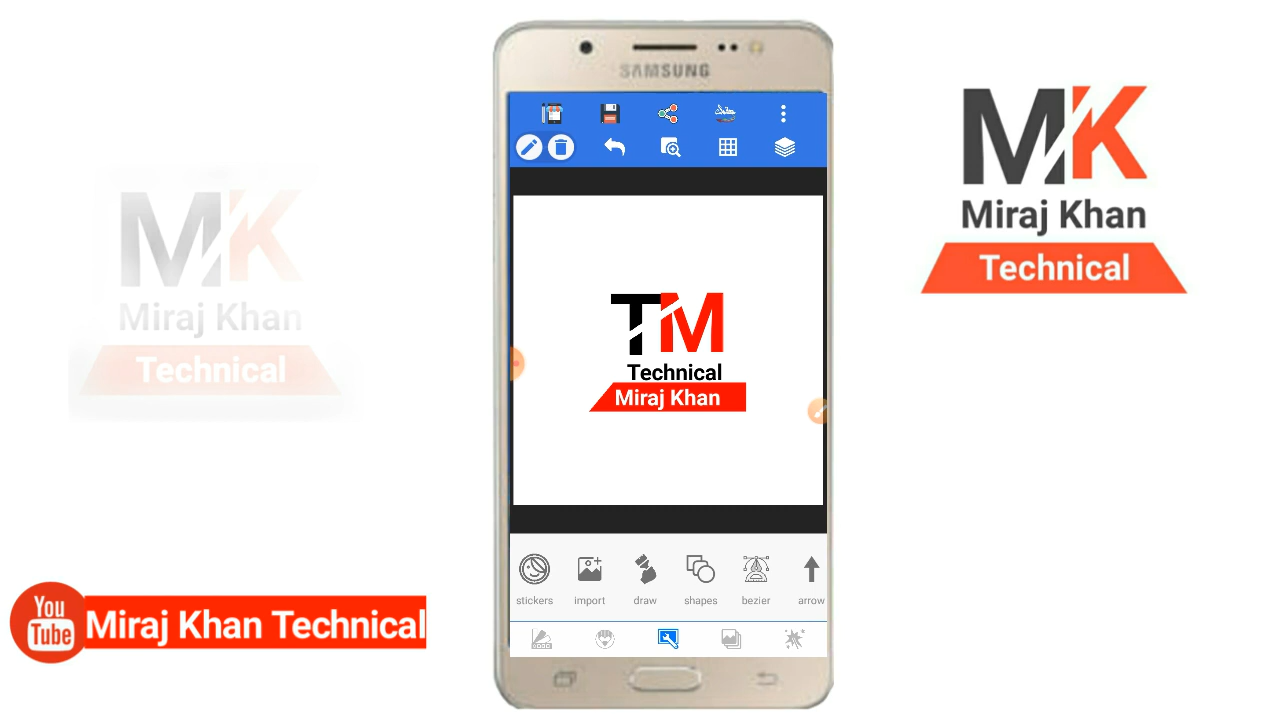 SAMSUNG
MK
Miraj Khan
Technical
TM
Technical
Miraj Khan
MK
Miraj Khan
Technical
stickers import draw shapes bezier arrow
You
Tube
Miraj Khan Technical